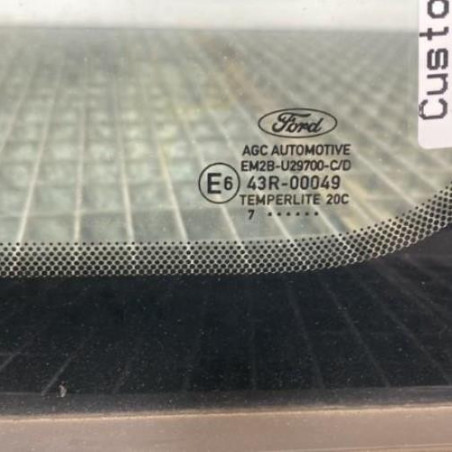 Custo
Ford
AGC AUTOMOTIVE
EM2B-U29700-C/D
E6 43R-00049
TEMPERLITE 20C
7 ......